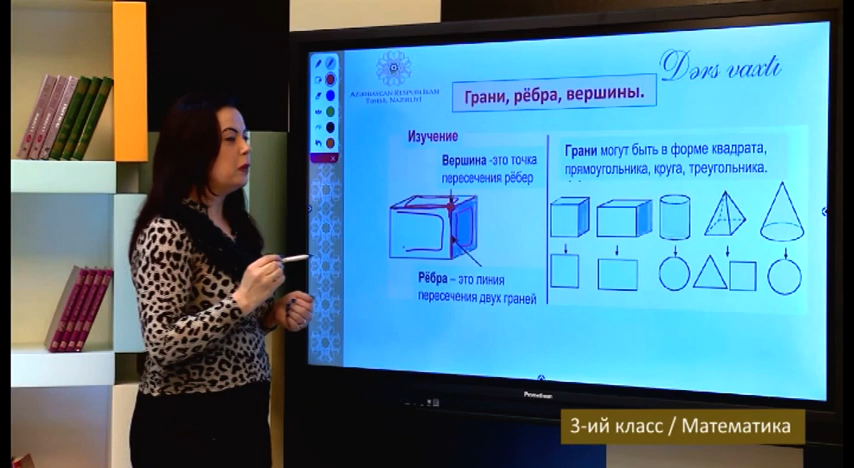 AZƏRBAYCAN RESPUBLİKASI
TƏHSİL NAZİRLİYİ
Dərs vaxtı
Грани, рёбра, вершины.
Изучение
Вершина -это точка
пересечения рёбер
Рёбра – это линия
пересечения двух граней
Грани могут быть в форме квадрата,
прямоугольника, круга, треугольника.
Promethean
3-ий класс / Математика